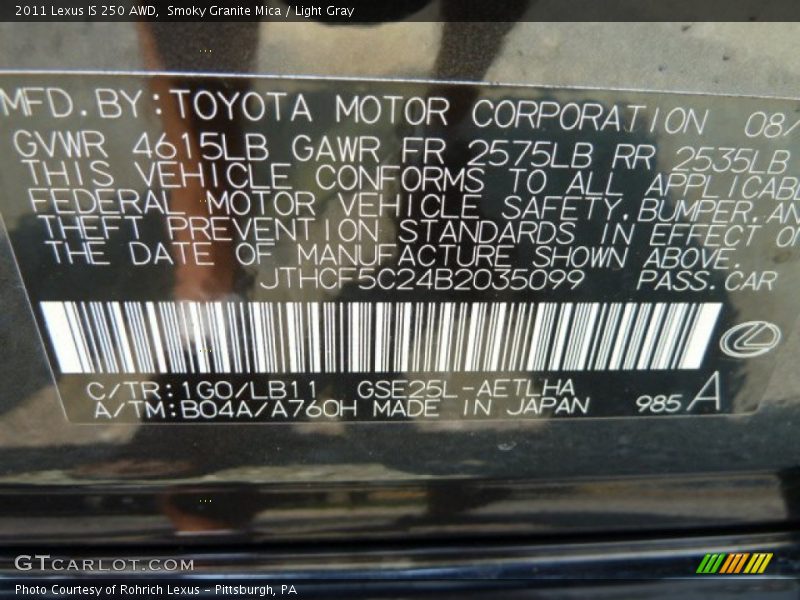 2011 Lexus IS 250 AWD, Smoky Granite Mica / Light Gray
MFD. BY: TOYOTA MOTOR CORPORATION 08/
GVWR 4615LB GAWR FR 2575LB RR 2535LB
THIS VEHICLE CONFORMS TO ALL APPLICABLE
FEDERAL MOTOR VEHICLE SAFETY, BUMPER, AN
THEFT PREVENTION STANDARDS IN EFFECT ON
THE DATE OF MANUFACTURE SHOWN ABOVE.
JTHCF5C24B2035099 PASS. CAR
C/TR: 1G0/LB11 GSE25L-AETLHA
A/TM: B04A/A760H MADE IN JAPAN 985 A
GTCARLOT.COM
Photo Courtesy of Rohrich Lexus - Pittsburgh, PA